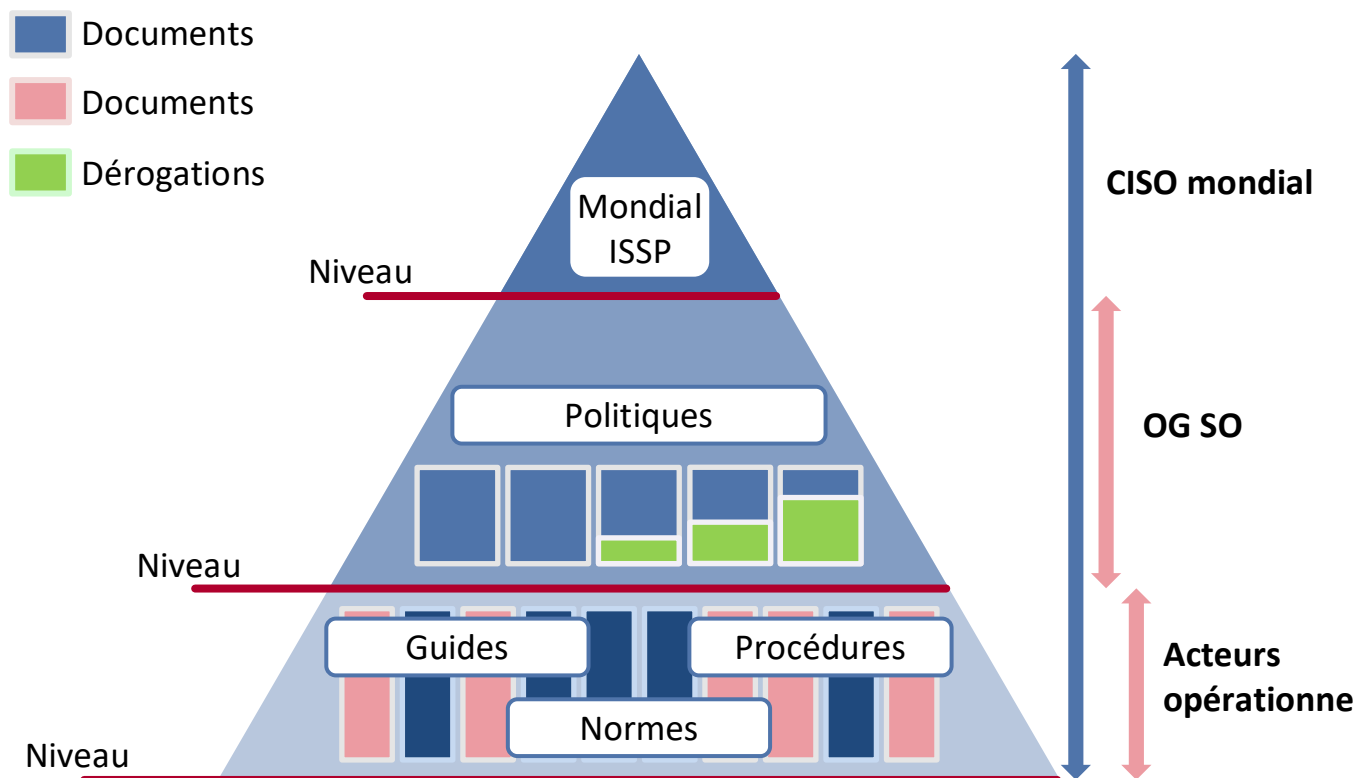 Documents
Documents
Dérogations
Mondial
ISSP
CISO mondial
Niveau
Politiques
OG SO
Niveau
Guides
Procédures
Normes
Acteurs
opérationne
Niveau